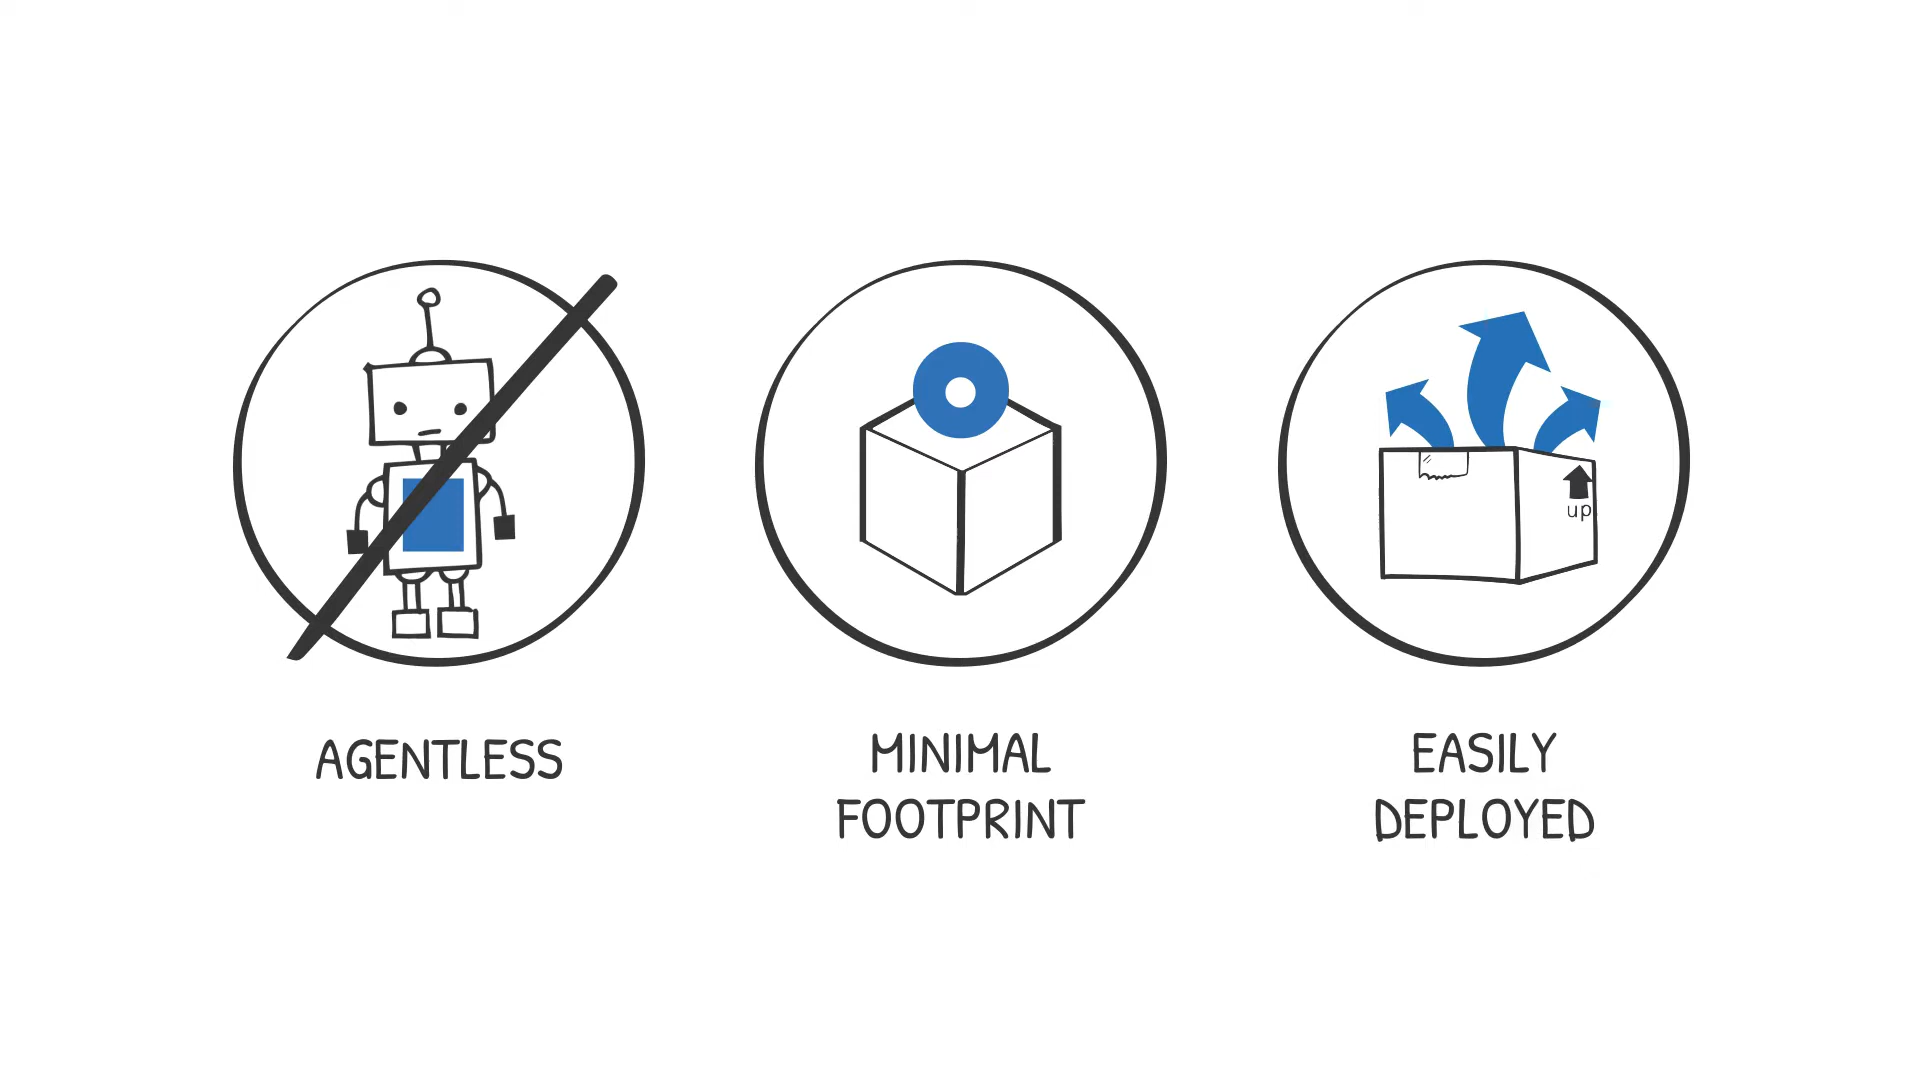 up
AGENTLESS
MINIMAL
FOOTPRINT
EASILY
DEPLOYED